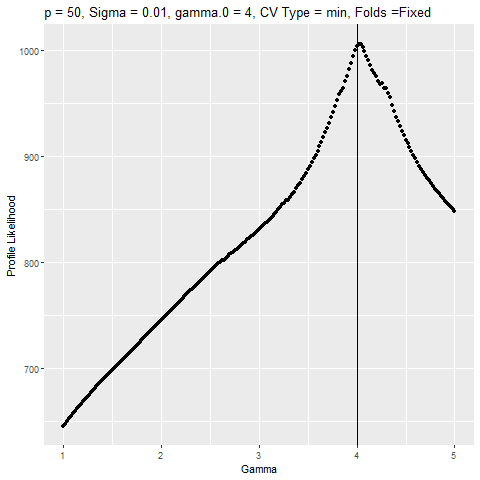 p = 50, Sigma = 0.01, gamma.0 = 4, CV Type = min, Folds =Fixed
Profile Likelihood
1000
900
800
700
1 2 3 4 5
Gamma